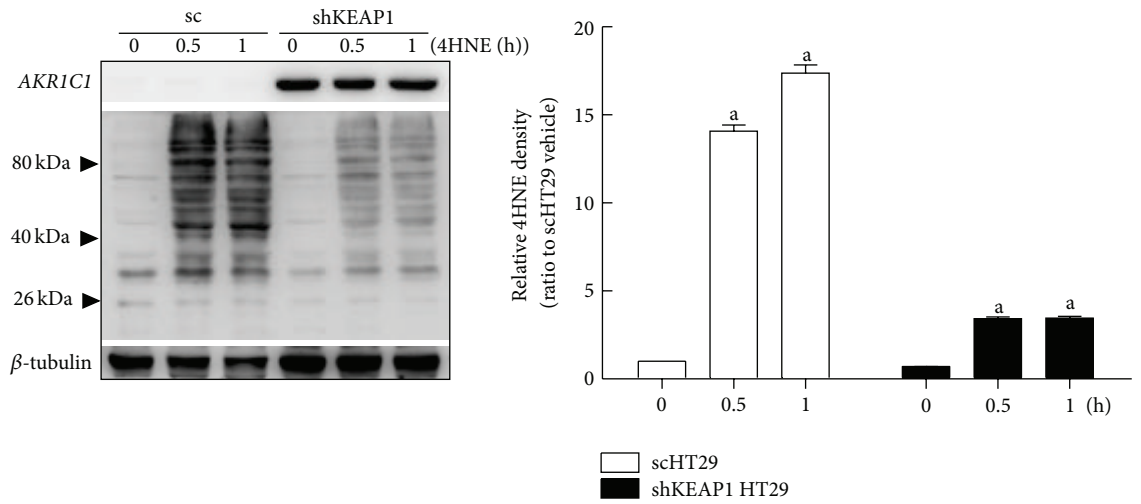 sc shKEAP1
0 0.5 1 0 0.5 1 (4HNE (h))
AKR1C1
80 kDa
40 kDa
26 kDa
β-tubulin
Relative 4HNE density
(ratio to scHT29 vehicle)
20
15
10
5
0
a
a
a
a
0 0.5 1 0 0.5 1 (h)
scHT29
shKEAP1 HT29